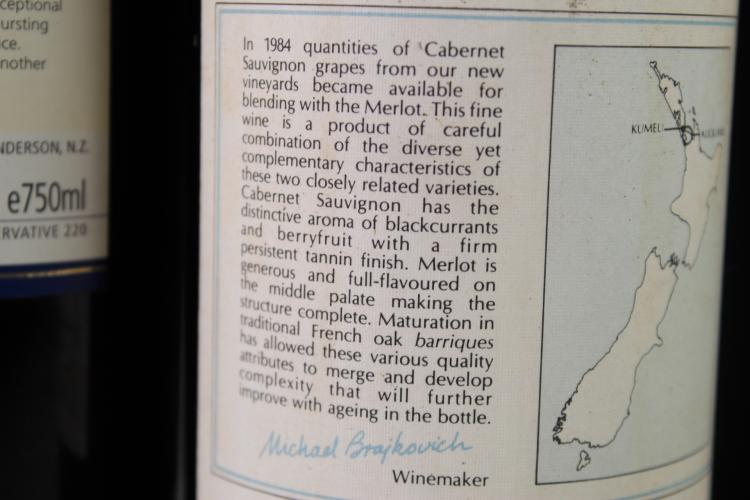 ceptional
ursting
ice.
nother
NDERSON, N.Z.
e750ml
RVATIVE 220
In 1984 quantities of Cabernet
Sauvignon grapes from our new
vineyards became available for
blending with the Merlot. This fine
wine is a product of careful
combination of the diverse yet
complementary characteristics of
these two closely related varieties.
Cabernet Sauvignon has the
distinctive aroma of blackcurrants
and berryfruit with a firm
persistent tannin finish. Merlot is
generous and full-flavoured on
the middle palate making the
structure complete. Maturation in
traditional French oak barriques
has allowed these various quality
attributes to merge and develop
complexity that will further
improve with ageing in the bottle.
Michael Brajkovich
Winemaker
KUMEU